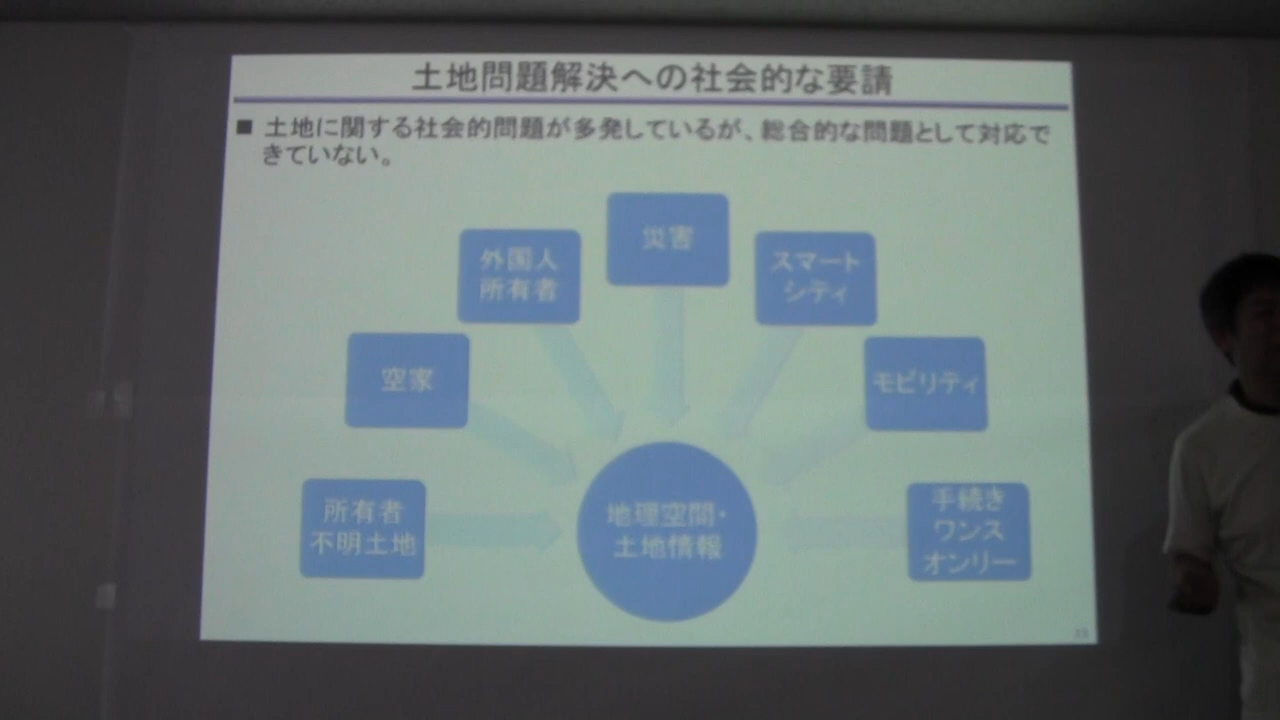 土地問題解決への社会的な要請
■ 土地に関する社会的問題が多発しているが、総合的な問題として対応で
きていない。
災害
外国人
所有者
スマート
シティ
空家
モビリティ
所有者
不明土地
地理空間・
土地情報
手続き
ワンス
オンリー